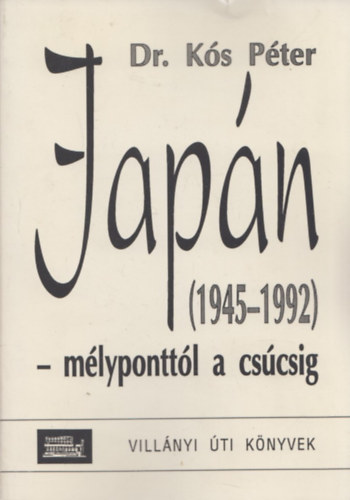 Dr. Kós Péter
Japán
(1945–1992)
– mélyponttól a csúcsig
VILLÁNYI ÚTI KÖNYVEK